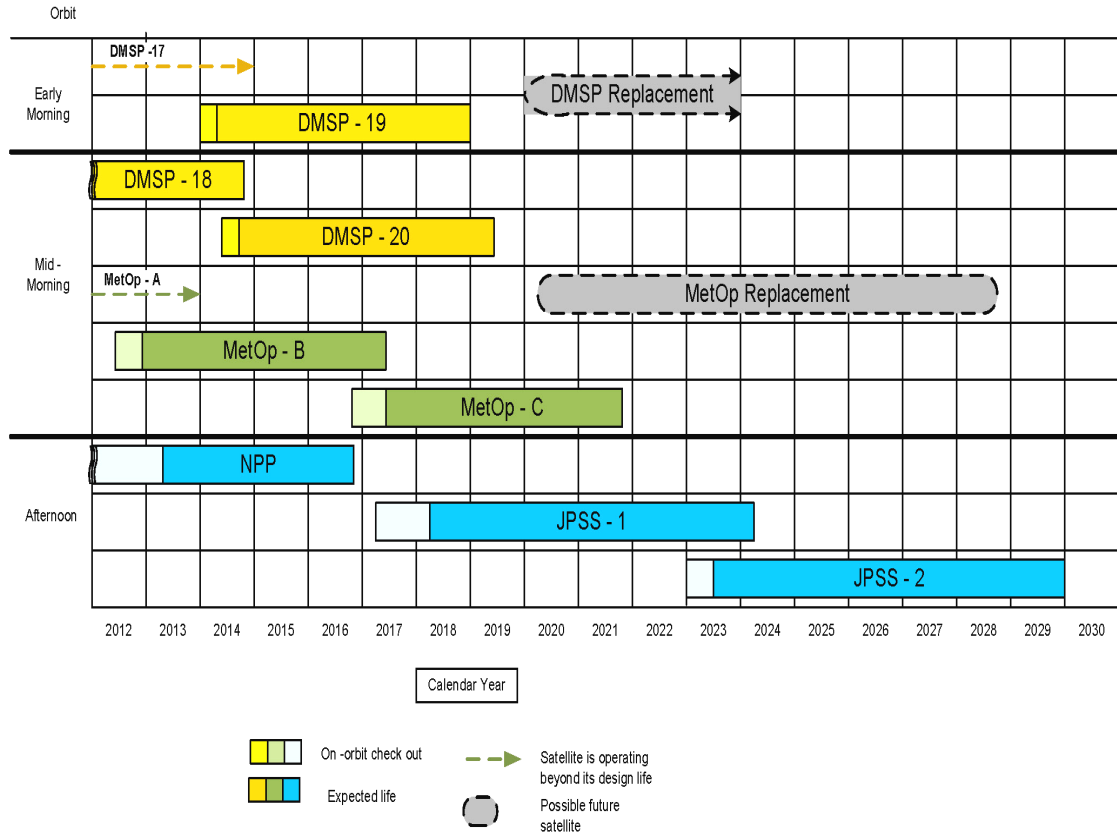 Orbit
DMSP -17
Early
Morning
DMSP Replacement
DMSP - 19
DMSP - 18
DMSP - 20
Mid -
Morning
MetOp - A
MetOp Replacement
MetOp - B
MetOp - C
NPP
Afternoon
JPSS - 1
JPSS - 2
2012 2013 2014 2015 2016 2017 2018 2019 2020 2021 2022 2023 2024 2025 2026 2027 2028 2029 2030
Calendar Year
On -orbit check out
Expected life
Satellite is operating
beyond its design life
Possible future
satellite